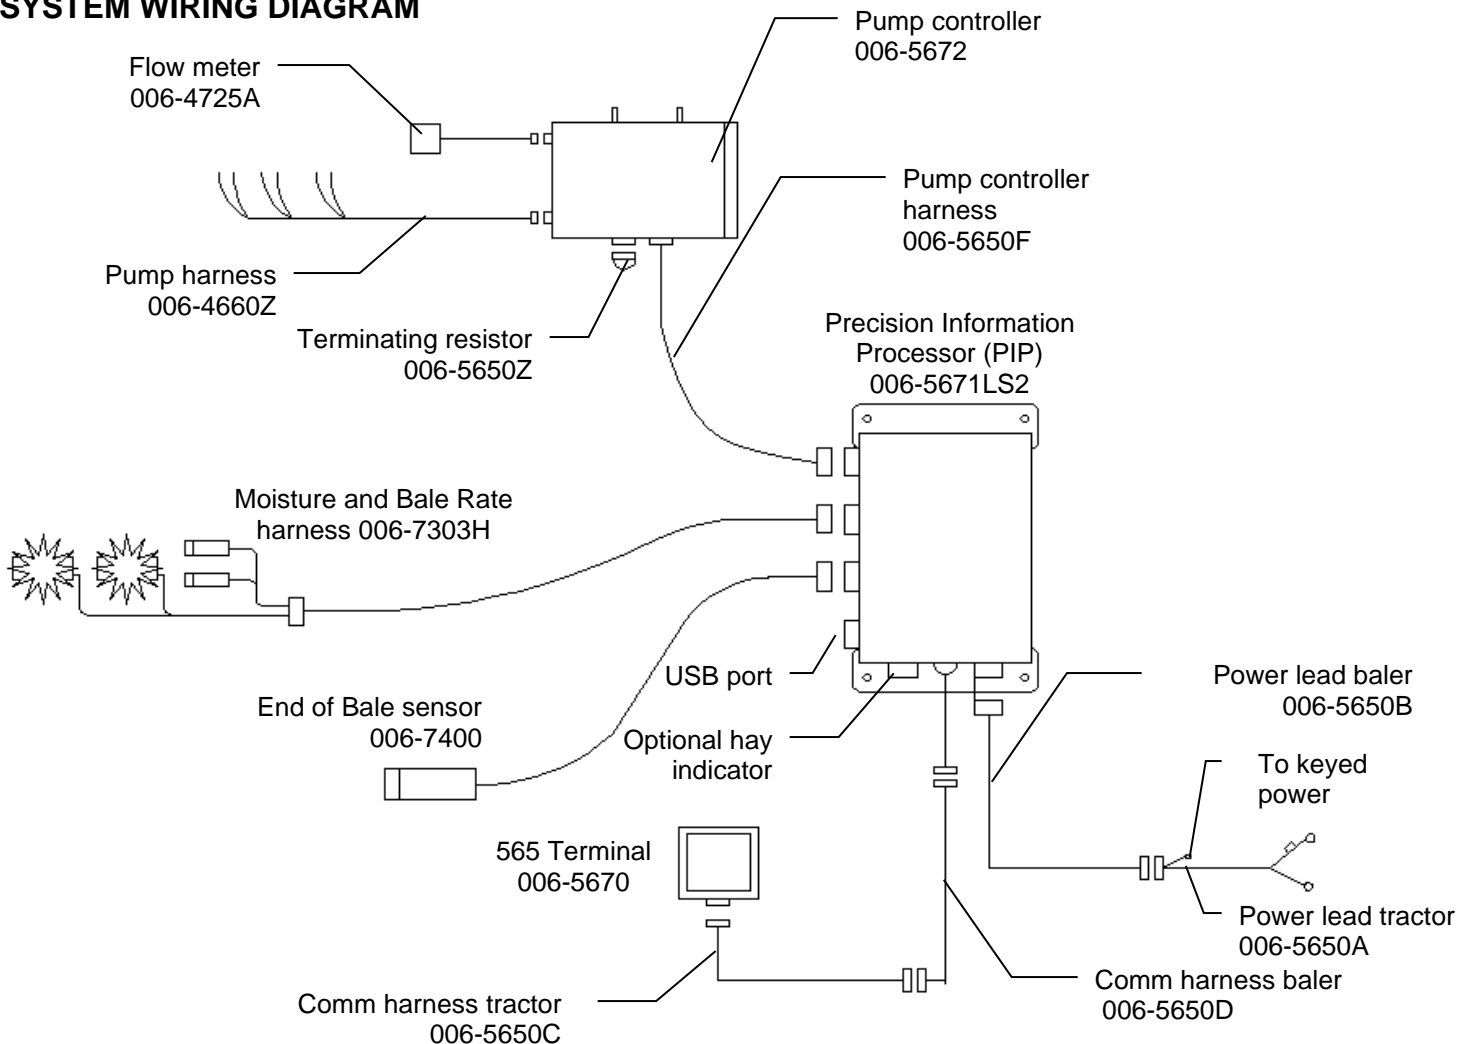 SYSTEM WIRING DIAGRAM
Pump controller
006-5672
Flow meter
006-4725A
Pump controller
harness
006-5650F
Pump harness
006-4660Z
Terminating resistor
006-5650Z
Precision Information
Processor (PIP)
006-5671LS2
Moisture and Bale Rate
harness 006-7303H
USB port
End of Bale sensor
006-7400
Optional hay
indicator
Power lead baler
006-5650B
To keyed
power
565 Terminal
006-5670
Power lead tractor
006-5650A
Comm harness baler
006-5650D
Comm harness tractor
006-5650C